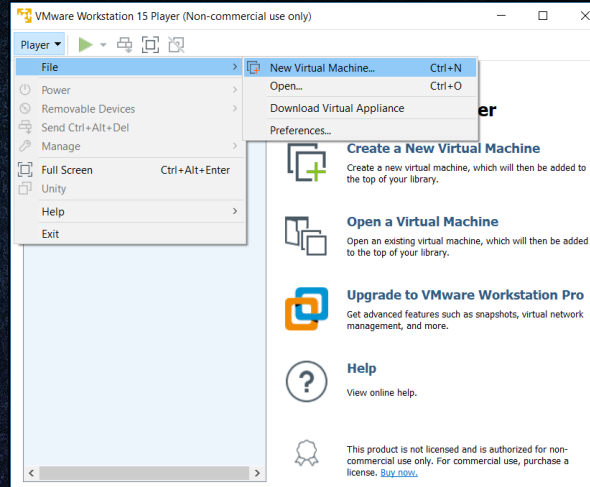 VMware Workstation 15 Player (Non-commercial use only)
Player
File
New Virtual Machine... Ctrl+N
Open... Ctrl+O
Download Virtual Appliance
Preferences...
Power
Removable Devices
Send Ctrl+Alt+Del
Manage
Full Screen Ctrl+Alt+Enter
Unity
Help
Exit
er
Create a New Virtual Machine
Create a new virtual machine, which will then be added to
the top of your library.
Open a Virtual Machine
Open an existing virtual machine, which will then be added
to the top of your library.
Upgrade to VMware Workstation Pro
Get advanced features such as snapshots, virtual network
management, and more.
Help
View online help.
This product is not licensed and is authorized for non-
commercial use only. For commercial use, purchase a
license. Buy now.